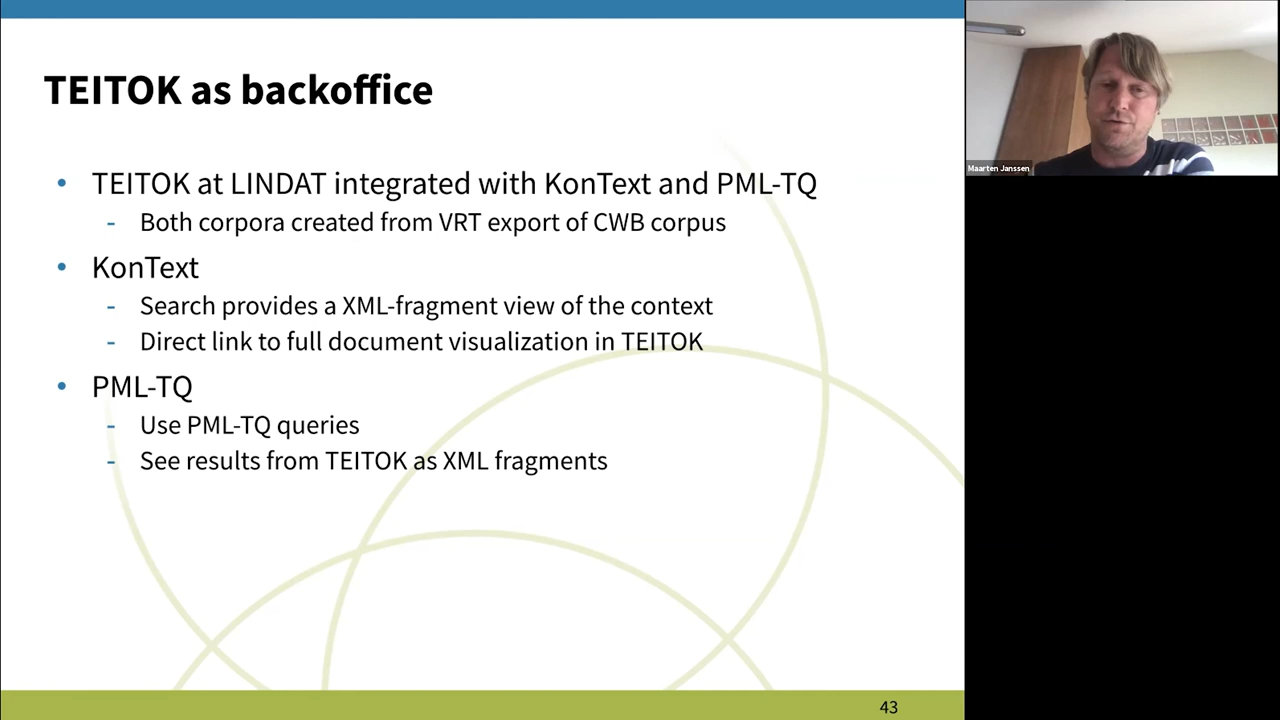 TEITOK as backoffice
• TEITOK at LINDAT integrated with KonText and PML-TQ
- Both corpora created from VRT export of CWB corpus
• KonText
- Search provides a XML-fragment view of the context
- Direct link to full document visualization in TEITOK
• PML-TQ
- Use PML-TQ queries
- See results from TEITOK as XML fragments
43
Maarten Janssen